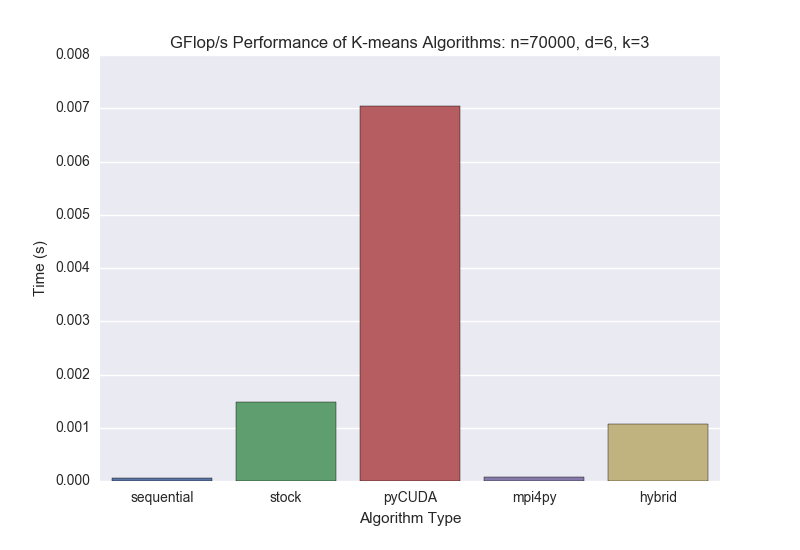 GFlop/s Performance of K-means Algorithms: n=70000, d=6, k=3
0.008
0.007
0.006
0.005
0.004
0.003
0.002
0.001
0.000
Time (s)
sequential stock pyCUDA mpi4py hybrid
Algorithm Type